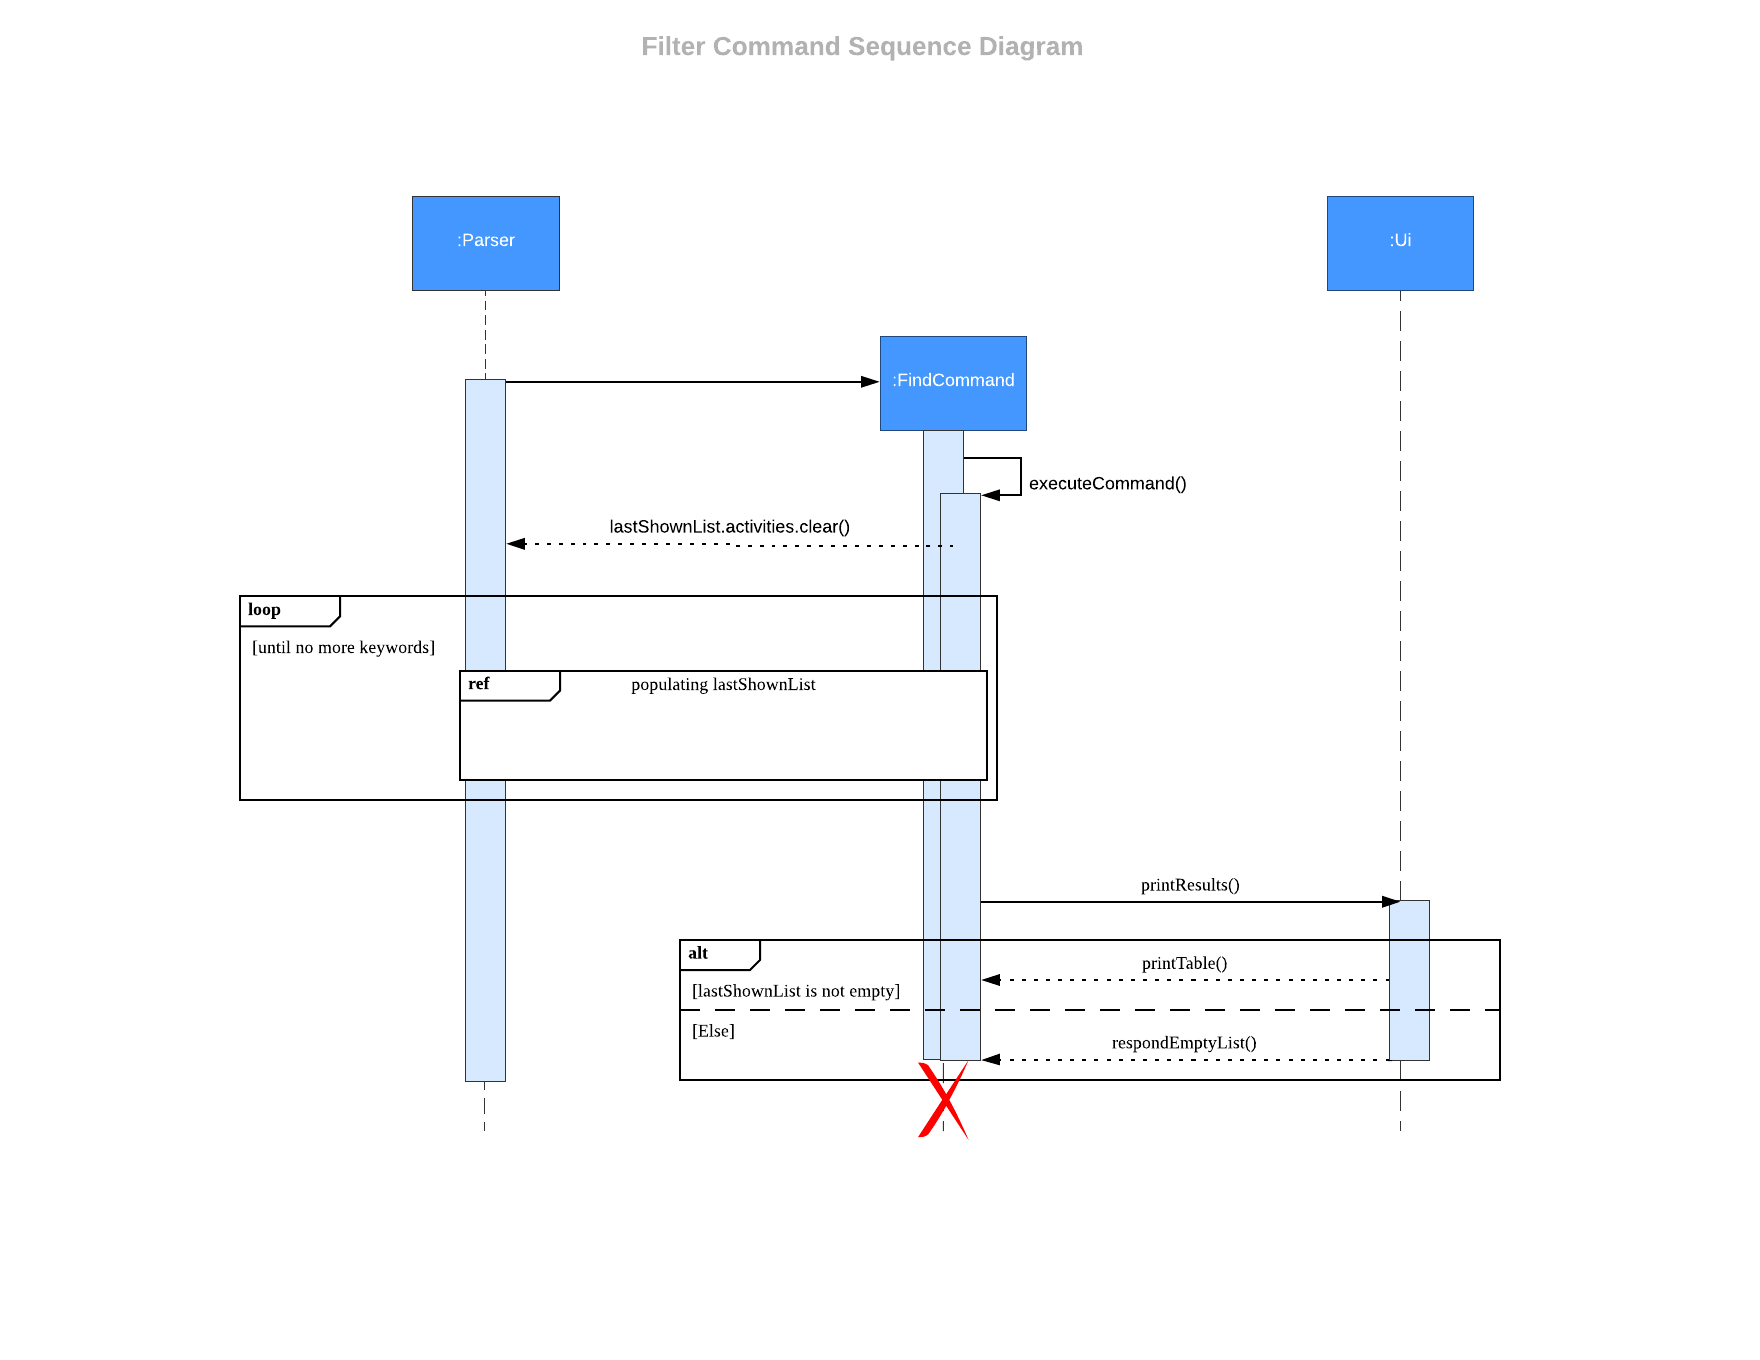 Filter Command Sequence Diagram
:Parser
:Ui
:FindCommand
executeCommand()
lastShownList.activities.clear()
loop
[until no more keywords]
ref
populating lastShownList
printResults()
alt
printTable()
[lastShownList is not empty]
[Else]
respondEmptyList()